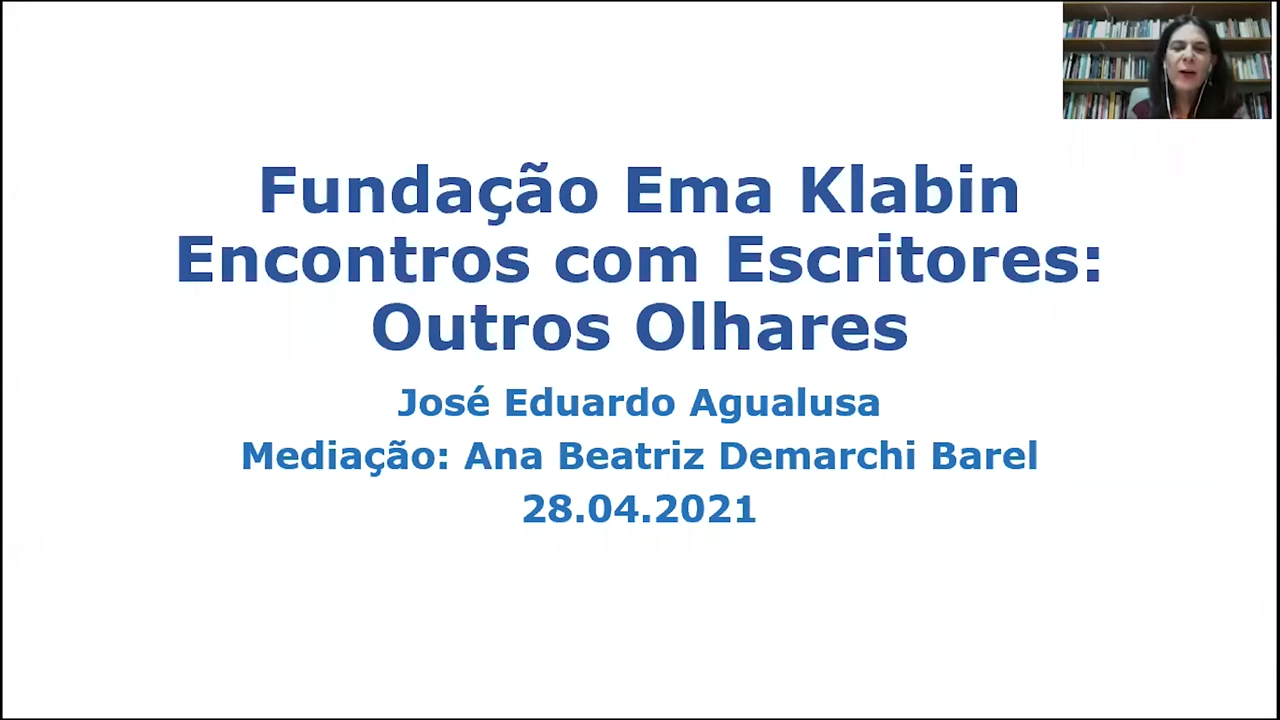 Fundação Ema Klabin
Encontros com Escritores:
Outros Olhares
José Eduardo Agualusa
Mediação: Ana Beatriz Demarchi Barel
28.04.2021